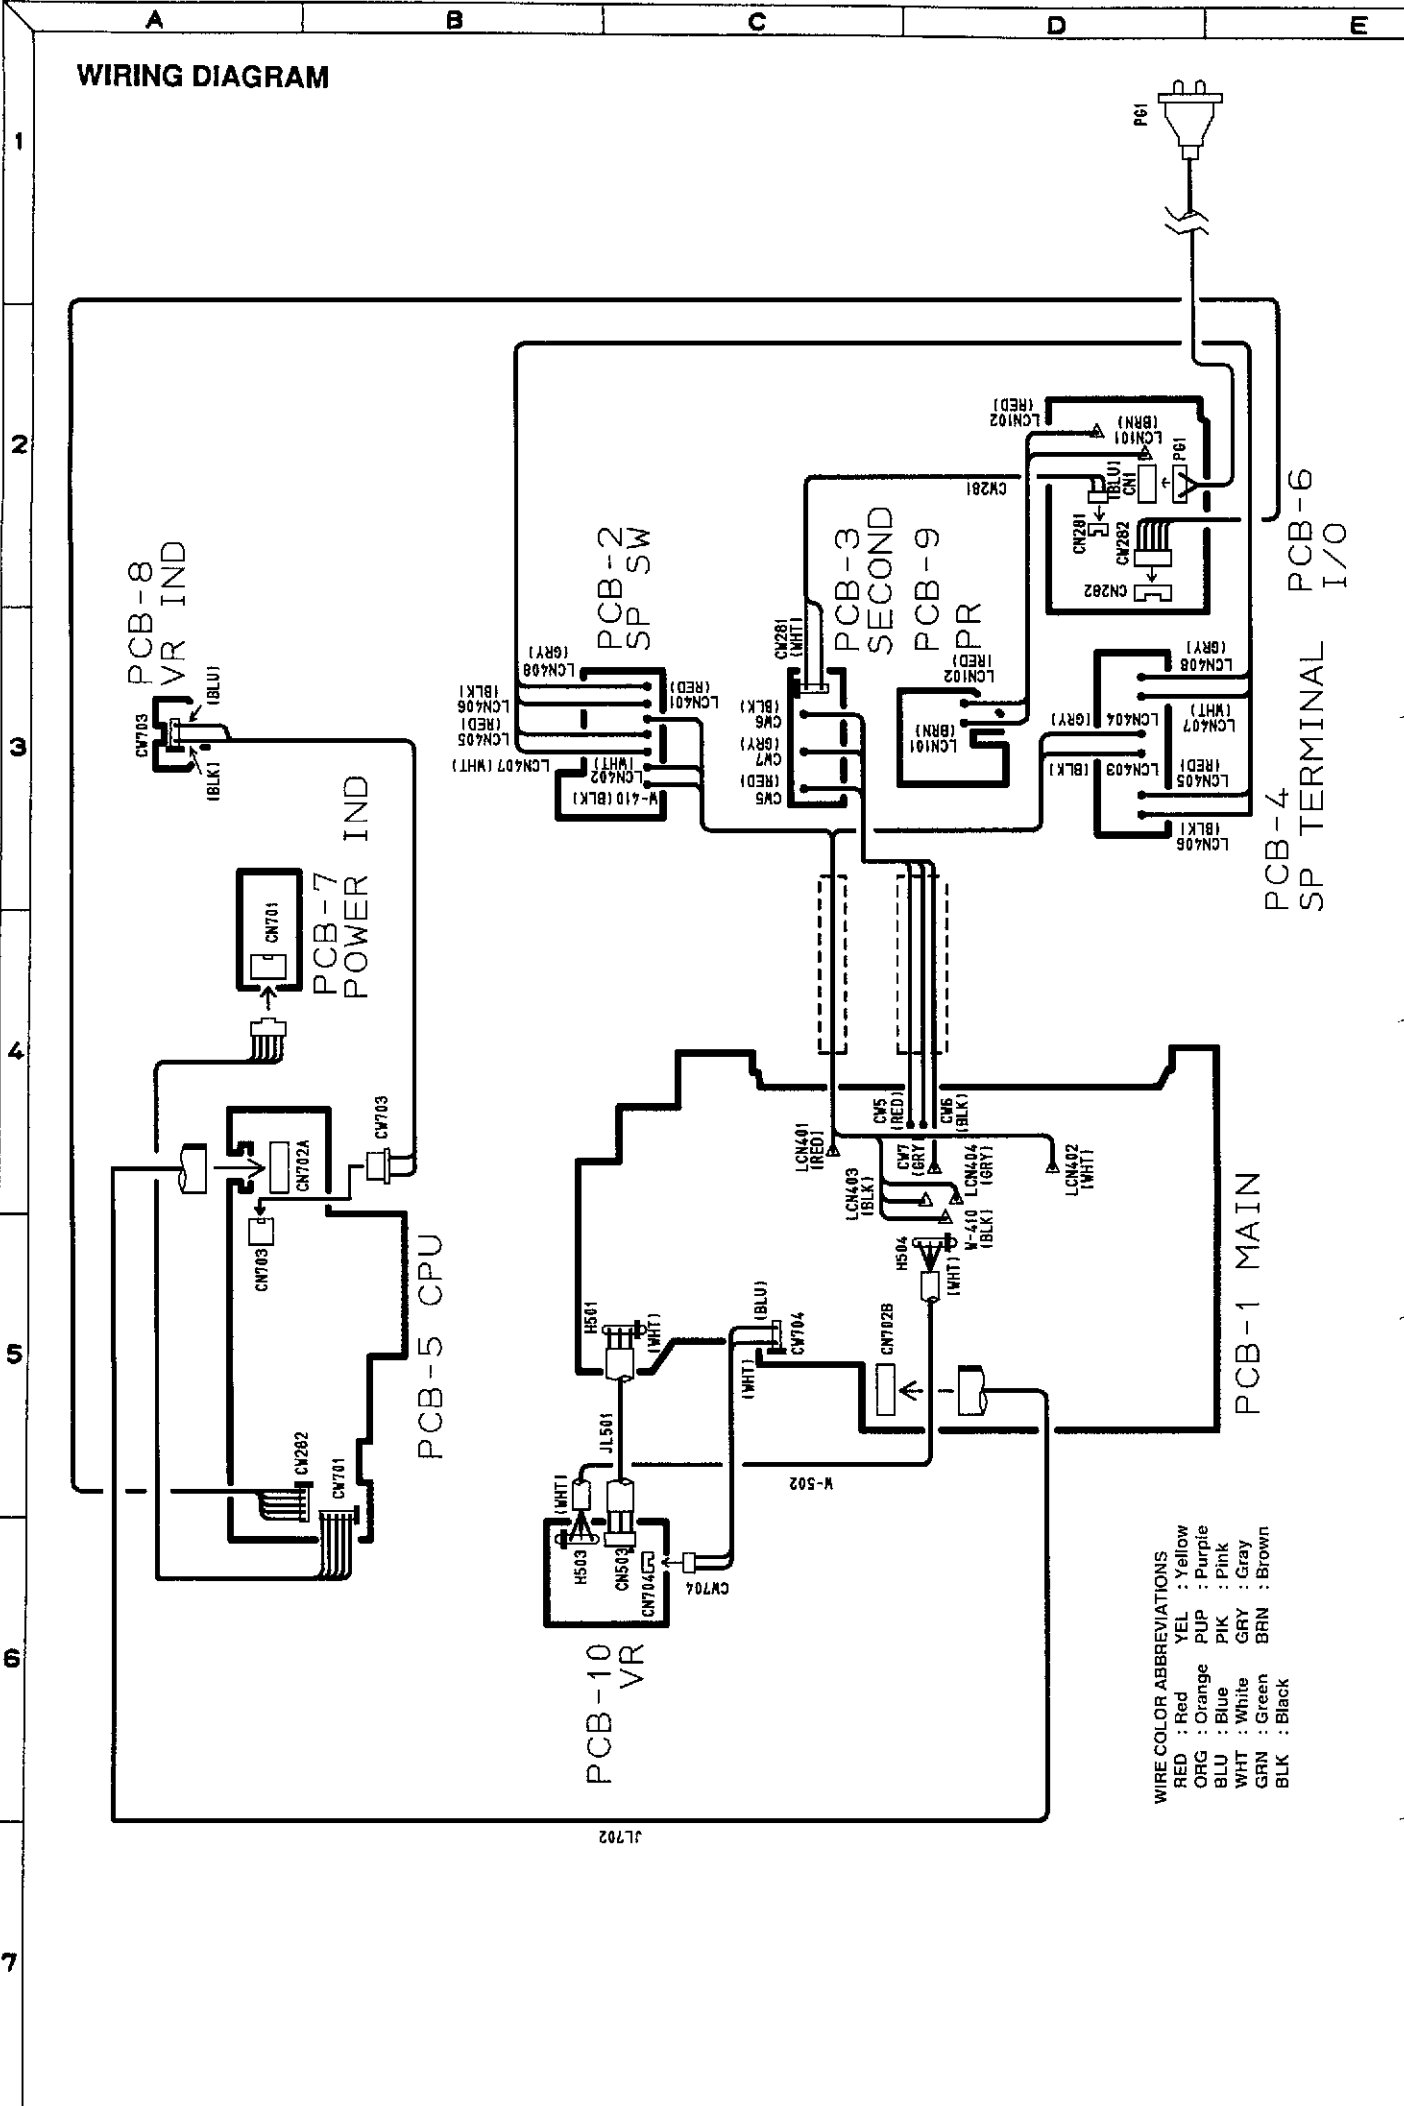 A B C D E
WIRING DIAGRAM
1
2
3
4
5
6
7
PG1
PCB-8
VR IND
CW703
(BLU)
(BLK)
PCB-7
POWER IND
CN701
CW703
CN702A
CN703
PCB-5 CPU
CW282
CW701
PCB-2
SP SW
LCN408
(GRY)
LCN406
(BLK)
LCN405
(RED)
LCN407(WHT)
LCN401
(RED)
LCN402
(WHT)
W-410(BLK)
PCB-3
SECOND
CW281
(WHT)
CW6
(BLK)
CW7
(GRY)
CW5
(RED)
CW281
PCB-9
PR
LCN102
(RED)
LCN101
(BRN)
LCN102
(RED)
LCN101
(BRN)
(BLU)
CN1
PG1
CN281
CW282
CN282
PCB-6
I/O
LCN408
(GRY)
LCN407
(WHT)
LCN404
(GRY)
LCN403
(BLK)
LCN405
(RED)
LCN406
(BLK)
PCB-4
SP TERMINAL
LCN401
(RED)
CW5
(RED)
CW7
(GRY)
CW6
(BLK)
LCN403
(BLK)
LCN404
(GRY)
LCN402
(WHT)
W-410
(BLK)
H504
(WHT)
CN702B
PCB-1 MAIN
H501
(WHT)
(BLU)
CW704
(WHT)
JL501
W-502
(WHT)
H503
CN503
CN704
CW704
PCB-10
VR
JL702
WIRE COLOR ABBREVIATIONS
RED : Red YEL : Yellow
ORG : Orange PUP : Purple
BLU : Blue PIK : Pink
WHT : White GRY : Gray
GRN : Green BRN : Brown
BLK : Black